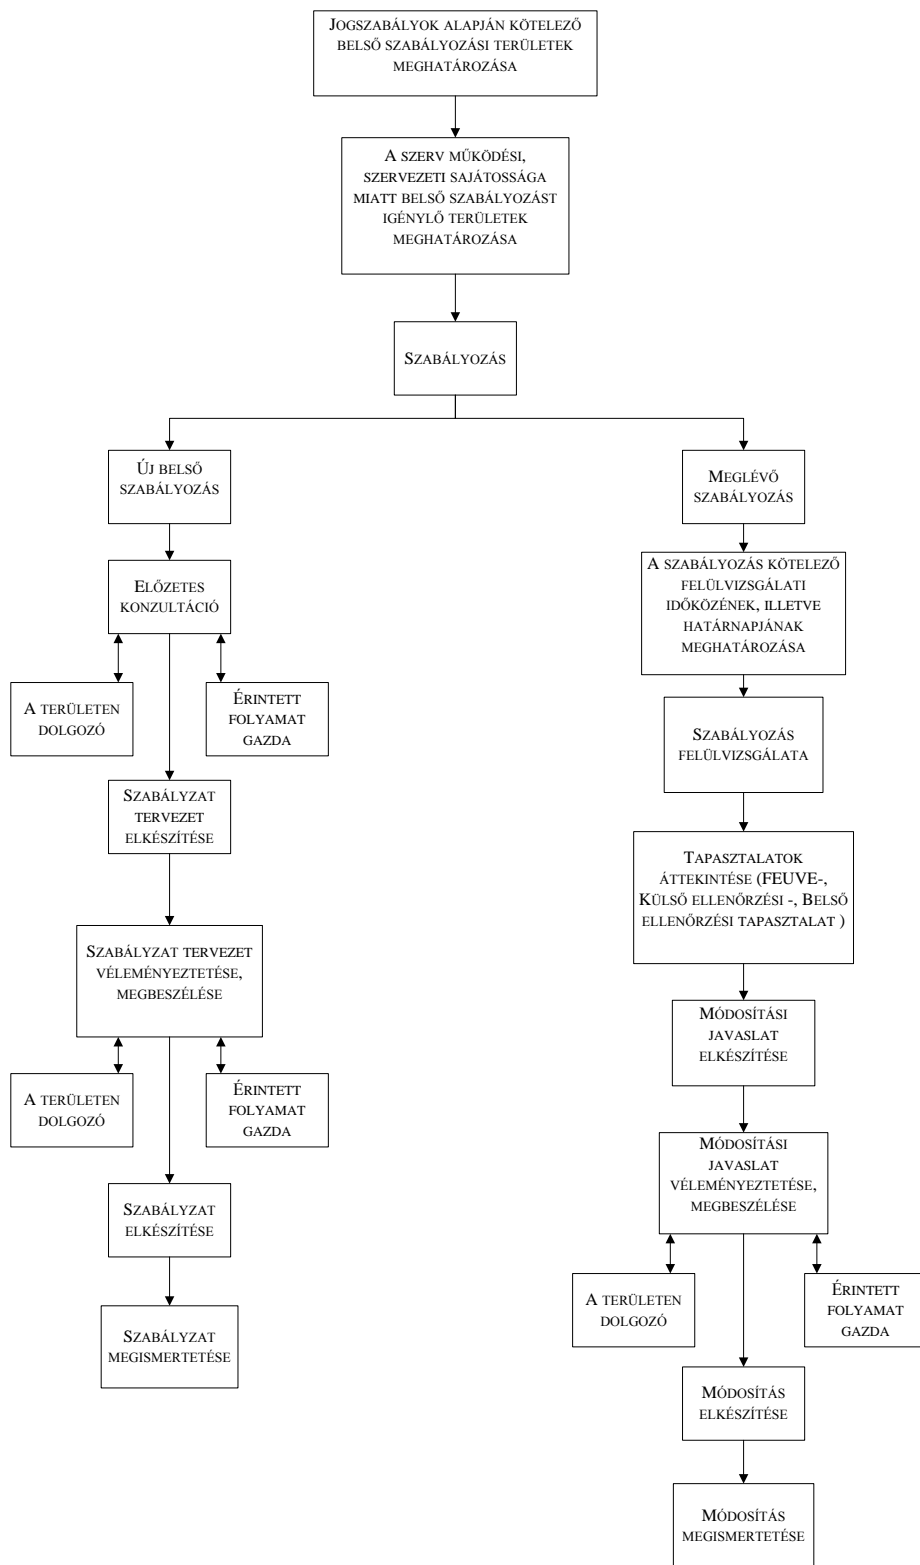 JOGSZABÁLYOK ALAPJÁN KÖTELEZŐ
BELSŐ SZABÁLYOZÁSI TERÜLETEK
MEGHATÁROZÁSA
A SZERV MŰKÖDÉSI,
SZERVEZETI SAJÁTOSSÁGA
MIATT BELSŐ SZABÁLYOZÁST
IGÉNYLŐ TERÜLETEK
MEGHATÁROZÁSA
SZABÁLYOZÁS
ÚJ BELSŐ
SZABÁLYOZÁS
ELŐZETES
KONZULTÁCIÓ
A TERÜLETEN
DOLGOZÓ
ÉRINTETT
FOLYAMAT
GAZDA
SZABÁLYZAT
TERVEZET
ELKÉSZÍTÉSE
SZABÁLYZAT TERVEZET
VÉLEMÉNYEZTETÉSE,
MEGBESZÉLÉSE
A TERÜLETEN
DOLGOZÓ
ÉRINTETT
FOLYAMAT
GAZDA
SZABÁLYZAT
ELKÉSZÍTÉSE
SZABÁLYZAT
MEGISMERTETÉSE
MEGLÉVŐ
SZABÁLYOZÁS
A SZABÁLYOZÁS KÖTELEZŐ
FELÜLVIZSGÁLATI
IDŐKÖZÉNEK, ILLETVE
HATÁRNAPJÁNAK
MEGHATÁROZÁSA
SZABÁLYOZÁS
FELÜLVIZSGÁLATA
TAPASZTALATOK
ÁTTEKINTÉSE (FEUVE-,
KÜLSŐ ELLENŐRZÉSI -, BELSŐ
ELLENŐRZÉSI TAPASZTALAT )
MÓDOSÍTÁSI
JAVASLAT
ELKÉSZÍTÉSE
MÓDOSÍTÁSI
JAVASLAT
VÉLEMÉNYEZTETÉSE,
MEGBESZÉLÉSE
A TERÜLETEN
DOLGOZÓ
ÉRINTETT
FOLYAMAT
GAZDA
MÓDOSÍTÁS
ELKÉSZÍTÉSE
MÓDOSÍTÁS
MEGISMERTETÉSE